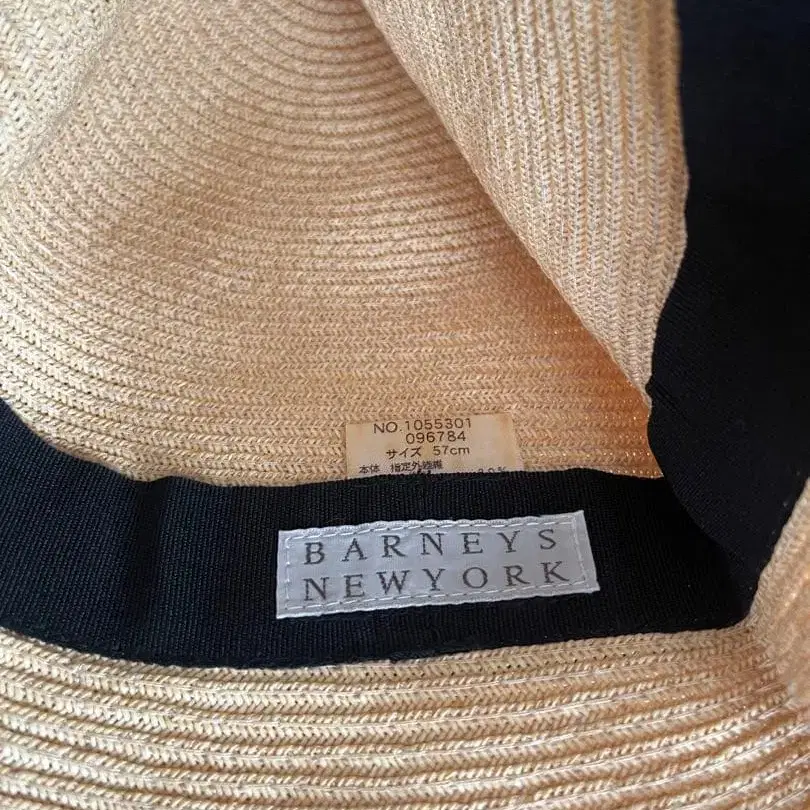 NO.1055301
096784
サイズ 57cm
本体 指定外繊維
BARNEYS
NEWYORK